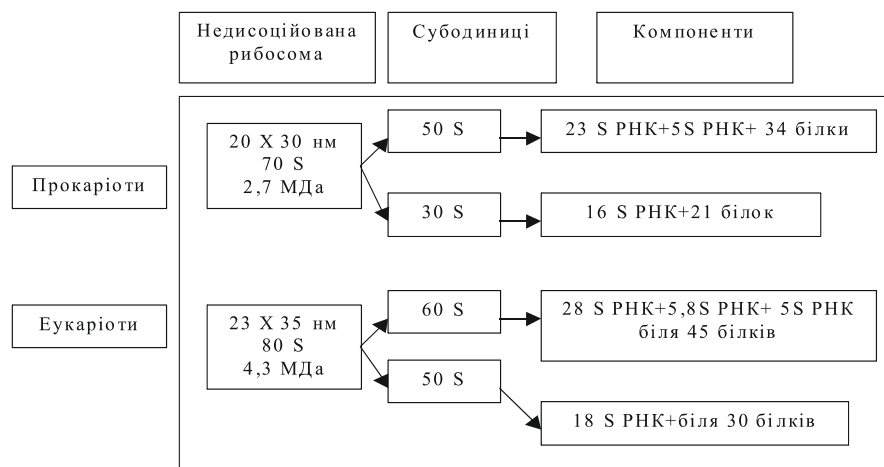 Недисоційована
рибосома
Субодиниці
Компоненти
Прокаріоти
20 Х 30 нм
70 S
2,7 МДа
50 S
23 S РНК+5S РНК+ 34 білки
30 S
16 S РНК+21 білок
Еукаріоти
23 Х 35 нм
80 S
4,3 МДа
60 S
28 S РНК+5,8S РНК+ 5S РНК
біля 45 білків
50 S
18 S РНК+біля 30 білків